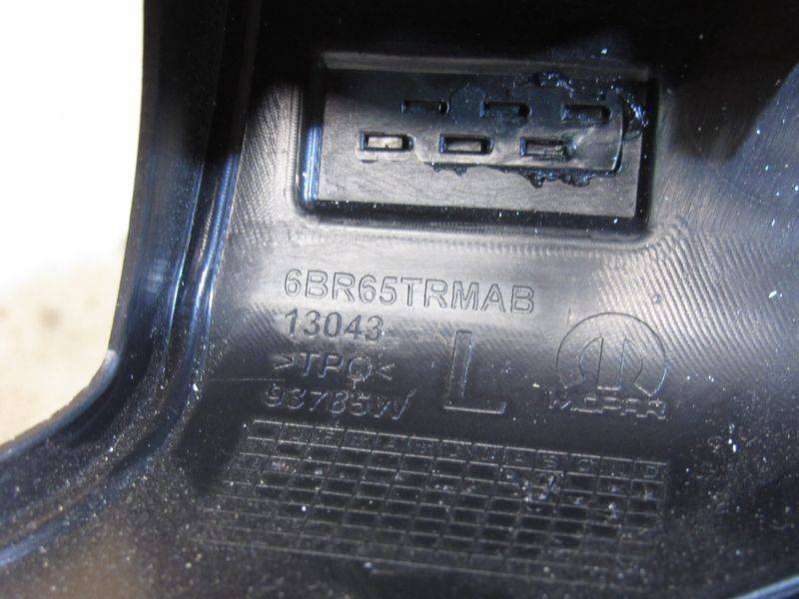 6BR65TRMAB
13043-
>TPO<
93785W
L
MOPAR